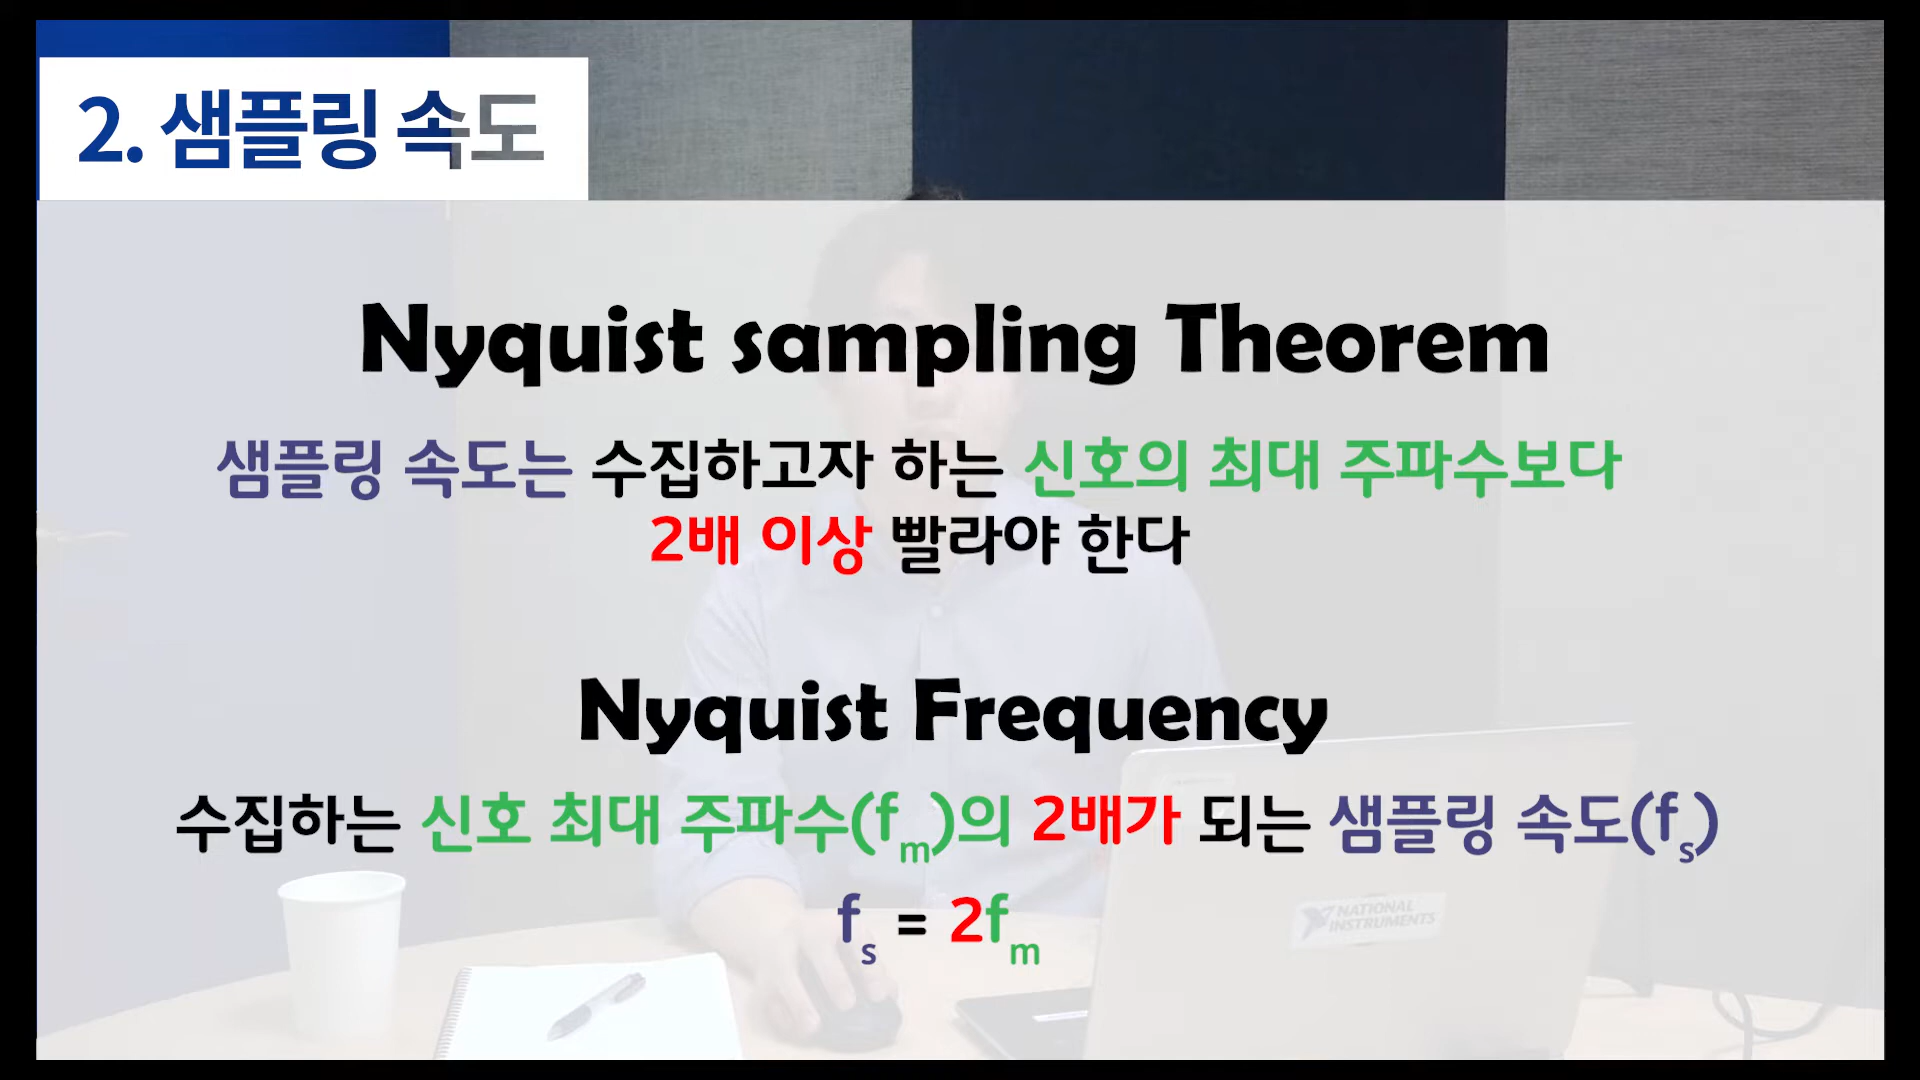 2. 샘플링 속도
Nyquist sampling Theorem
샘플링 속도는 수집하고자 하는 신호의 최대 주파수보다
2배 이상 빨라야 한다
Nyquist Frequency
수집하는 신호 최대 주파수(fm)의 2배가 되는 샘플링 속도(fs)
fs = 2fm
NATIONAL
INSTRUMENTS